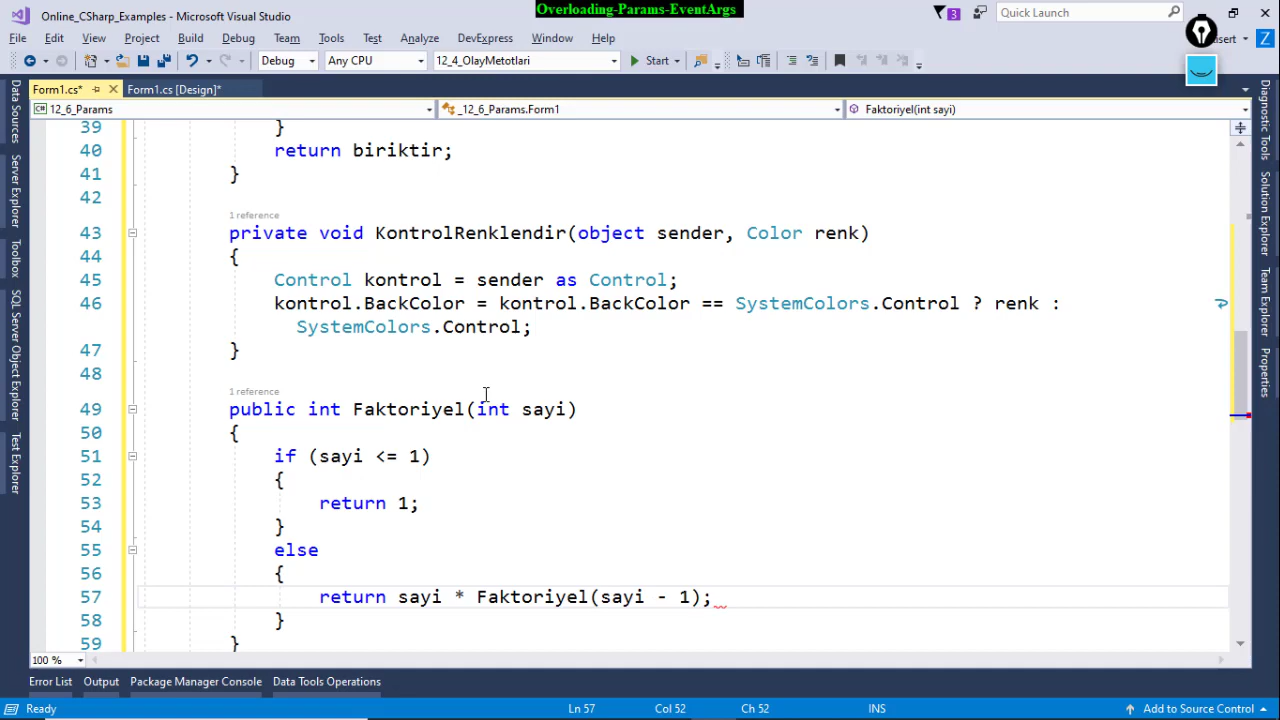 Overloading-Params-EventArgs
Online_CSharp_Examples - Microsoft Visual Studio
3
Quick Launch
File Edit View Project Build Debug Team Tools Test Analyze DevExpress Window Help
sert
Z
Debug Any CPU 12_4_OlayMetotlari Start
Form1.cs* Form1.cs [Design]*
12_6_Params _12_6_Params.Form1 Faktoriyel(int sayi)
39 }
40 return biriktir;
41 }
42
1 reference
43 private void KontrolRenklendir(object sender, Color renk)
44 {
45 Control kontrol = sender as Control;
46 kontrol.BackColor = kontrol.BackColor == SystemColors.Control ? renk :
SystemColors.Control;
47 }
48
1 reference
49 public int Faktoriyel(int sayi)
50 {
51 if (sayi <= 1)
52 {
53 return 1;
54 }
55 else
56 {
57 return sayi * Faktoriyel(sayi - 1);
58 }
59 }
100 %
Data Sources
Server Explorer
Toolbox
SQL Server Object Explorer
Test Explorer
Diagnostic Tools
Solution Explorer
Team Explorer
Properties
Error List Output Package Manager Console Data Tools Operations
Ready Ln 57 Col 52 Ch 52 INS Add to Source Control